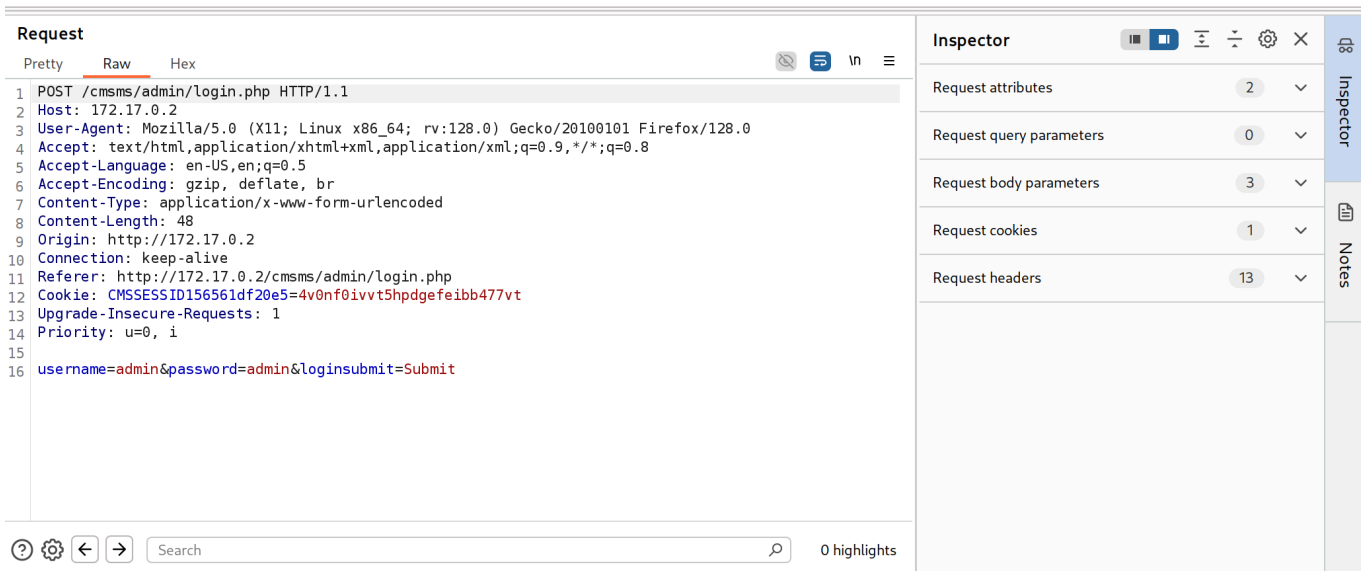 Request
Pretty Raw Hex \n
1 POST /cmsms/admin/login.php HTTP/1.1
2 Host: 172.17.0.2
3 User-Agent: Mozilla/5.0 (X11; Linux x86_64; rv:128.0) Gecko/20100101 Firefox/128.0
4 Accept: text/html,application/xhtml+xml,application/xml;q=0.9,*/*;q=0.8
5 Accept-Language: en-US,en;q=0.5
6 Accept-Encoding: gzip, deflate, br
7 Content-Type: application/x-www-form-urlencoded
8 Content-Length: 48
9 Origin: http://172.17.0.2
10 Connection: keep-alive
11 Referer: http://172.17.0.2/cmsms/admin/login.php
12 Cookie: CMSSESSID156561df20e5=4v0nf0ivvt5hpdgefeibb477vt
13 Upgrade-Insecure-Requests: 1
14 Priority: u=0, i
15
16 username=admin&password=admin&loginsubmit=Submit
Search 0 highlights
Inspector
Request attributes 2
Request query parameters 0
Request body parameters 3
Request cookies 1
Request headers 13
Inspector
Notes